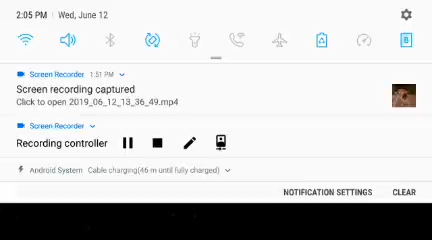 2:05 PM | Wed, June 12
Screen Recorder 1:51 PM
Screen recording captured
Click to open 2019_06_12_13_36_49.mp4
Screen Recorder
Recording controller
Android System Cable charging(46 m until fully charged)
NOTIFICATION SETTINGS CLEAR